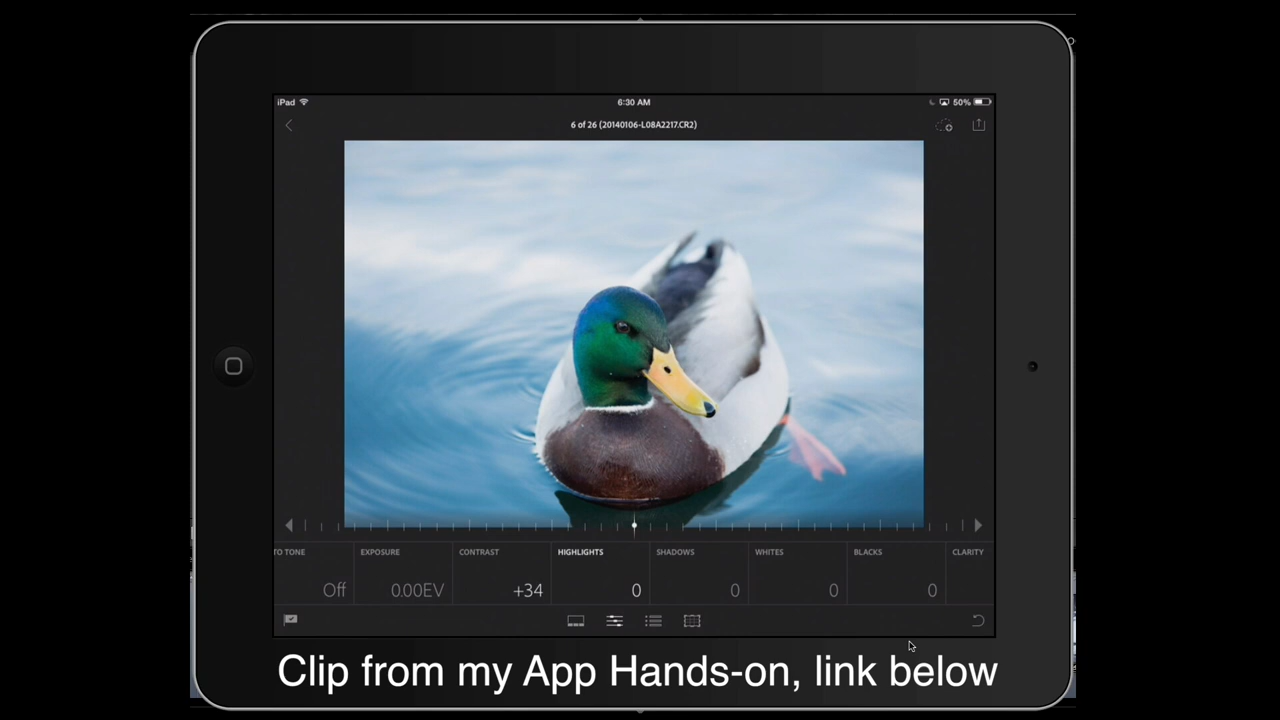 iPad 6:30 AM 50%
6 of 26 (20140106-L08A2217.CR2)
TO TONE EXPOSURE CONTRAST HIGHLIGHTS SHADOWS WHITES BLACKS CLARITY
Off 0.00EV +34 0 0 0 0
Clip from my App Hands-on, link below